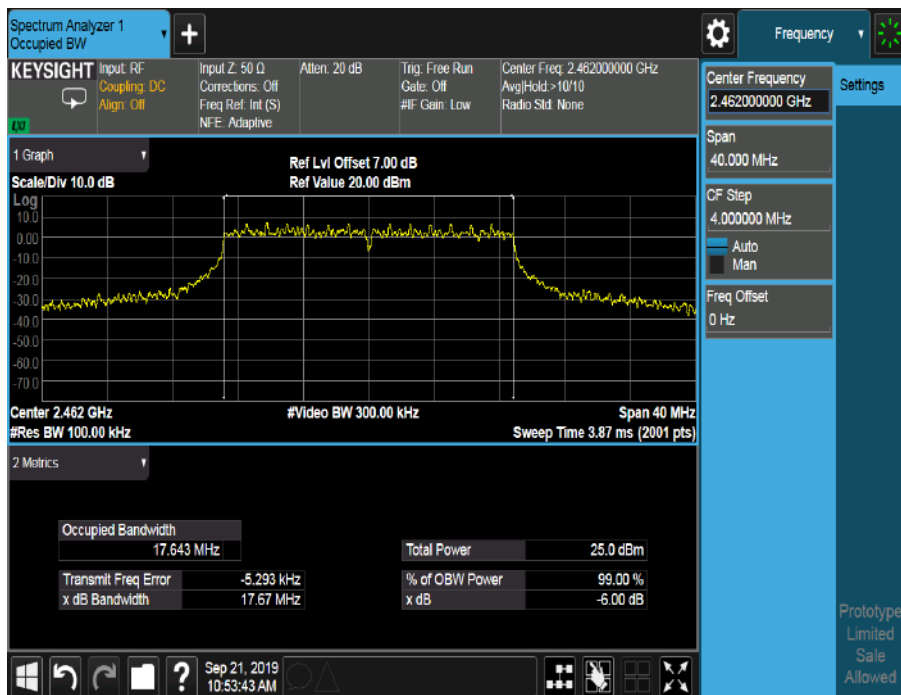 Spectrum Analyzer 1
Occupied BW
Frequency
KEYSIGHT
LXI
Input: RF
Coupling: DC
Align: Off
Input Z: 50 Ω
Corrections: Off
Freq Ref: Int (S)
NFE: Adaptive
Atten: 20 dB
Trig: Free Run
Gate: Off
#IF Gain: Low
Center Freq: 2.462000000 GHz
Avg|Hold:>10/10
Radio Std: None
Center Frequency
2.462000000 GHz
Settings
Span
40.000 MHz
CF Step
4.000000 MHz
Auto
Man
Freq Offset
0 Hz
1 Graph
Scale/Div 10.0 dB
Ref Lvl Offset 7.00 dB
Ref Value 20.00 dBm
Log
10.0
0.00
-10.0
-20.0
-30.0
-40.0
-50.0
-60.0
-70.0
Center 2.462 GHz
#Video BW 300.00 kHz
Span 40 MHz
#Res BW 100.00 kHz
Sweep Time 3.87 ms (2001 pts)
2 Metrics
Occupied Bandwidth
17.643 MHz
Total Power 25.0 dBm
Transmit Freq Error -5.293 kHz
% of OBW Power 99.00 %
x dB Bandwidth 17.67 MHz
x dB -6.00 dB
Prototype
Limited
Sale
Allowed
?
Sep 21, 2019
10:53:43 AM